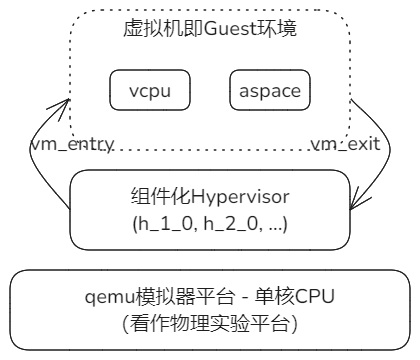 虚拟机即Guest环境
vcpu
aspace
vm_entry
vm_exit
组件化Hypervisor
(h_1_0, h_2_0, ...)
qemu模拟器平台 - 单核CPU
（看作物理实验平台）